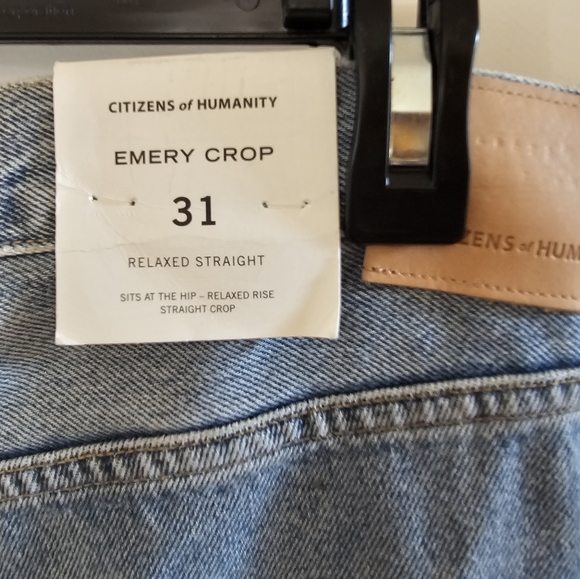 CITIZENS of HUMANITY
EMERY CROP
31
RELAXED STRAIGHT
SITS AT THE HIP – RELAXED RISE
STRAIGHT CROP
ZENS of HUM